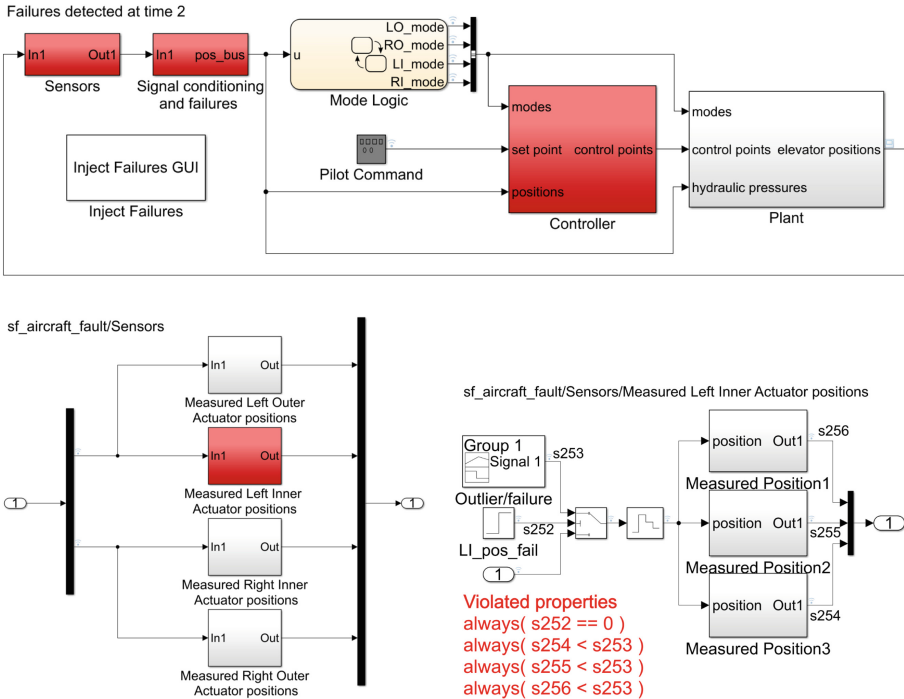 Failures detected at time 2
In1 Out1
Sensors
In1 pos_bus
Signal conditioning
and failures
u
LO_mode
RO_mode
LI_mode
RI_mode
Mode Logic
Inject Failures GUI
Inject Failures
Pilot Command
modes
set point control points
positions
Controller
modes
control points elevator positions
hydraulic pressures
Plant
sf_aircraft_fault/Sensors
1
In1 Out
Measured Left Outer
Actuator positions
In1 Out
Measured Left Inner
Actuator positions
In1 Out
Measured Right Inner
Actuator positions
In1 Out
Measured Right Outer
Actuator positions
1
sf_aircraft_fault/Sensors/Measured Left Inner Actuator positions
Group 1
Signal 1
s253
Outlier/failure
s252
LI_pos_fail
1
position Out1
s256
Measured Position1
position Out1
s255
Measured Position2
position Out1
s254
Measured Position3
1
Violated properties
always( s252 == 0 )
always( s254 < s253 )
always( s255 < s253 )
always( s256 < s253 )